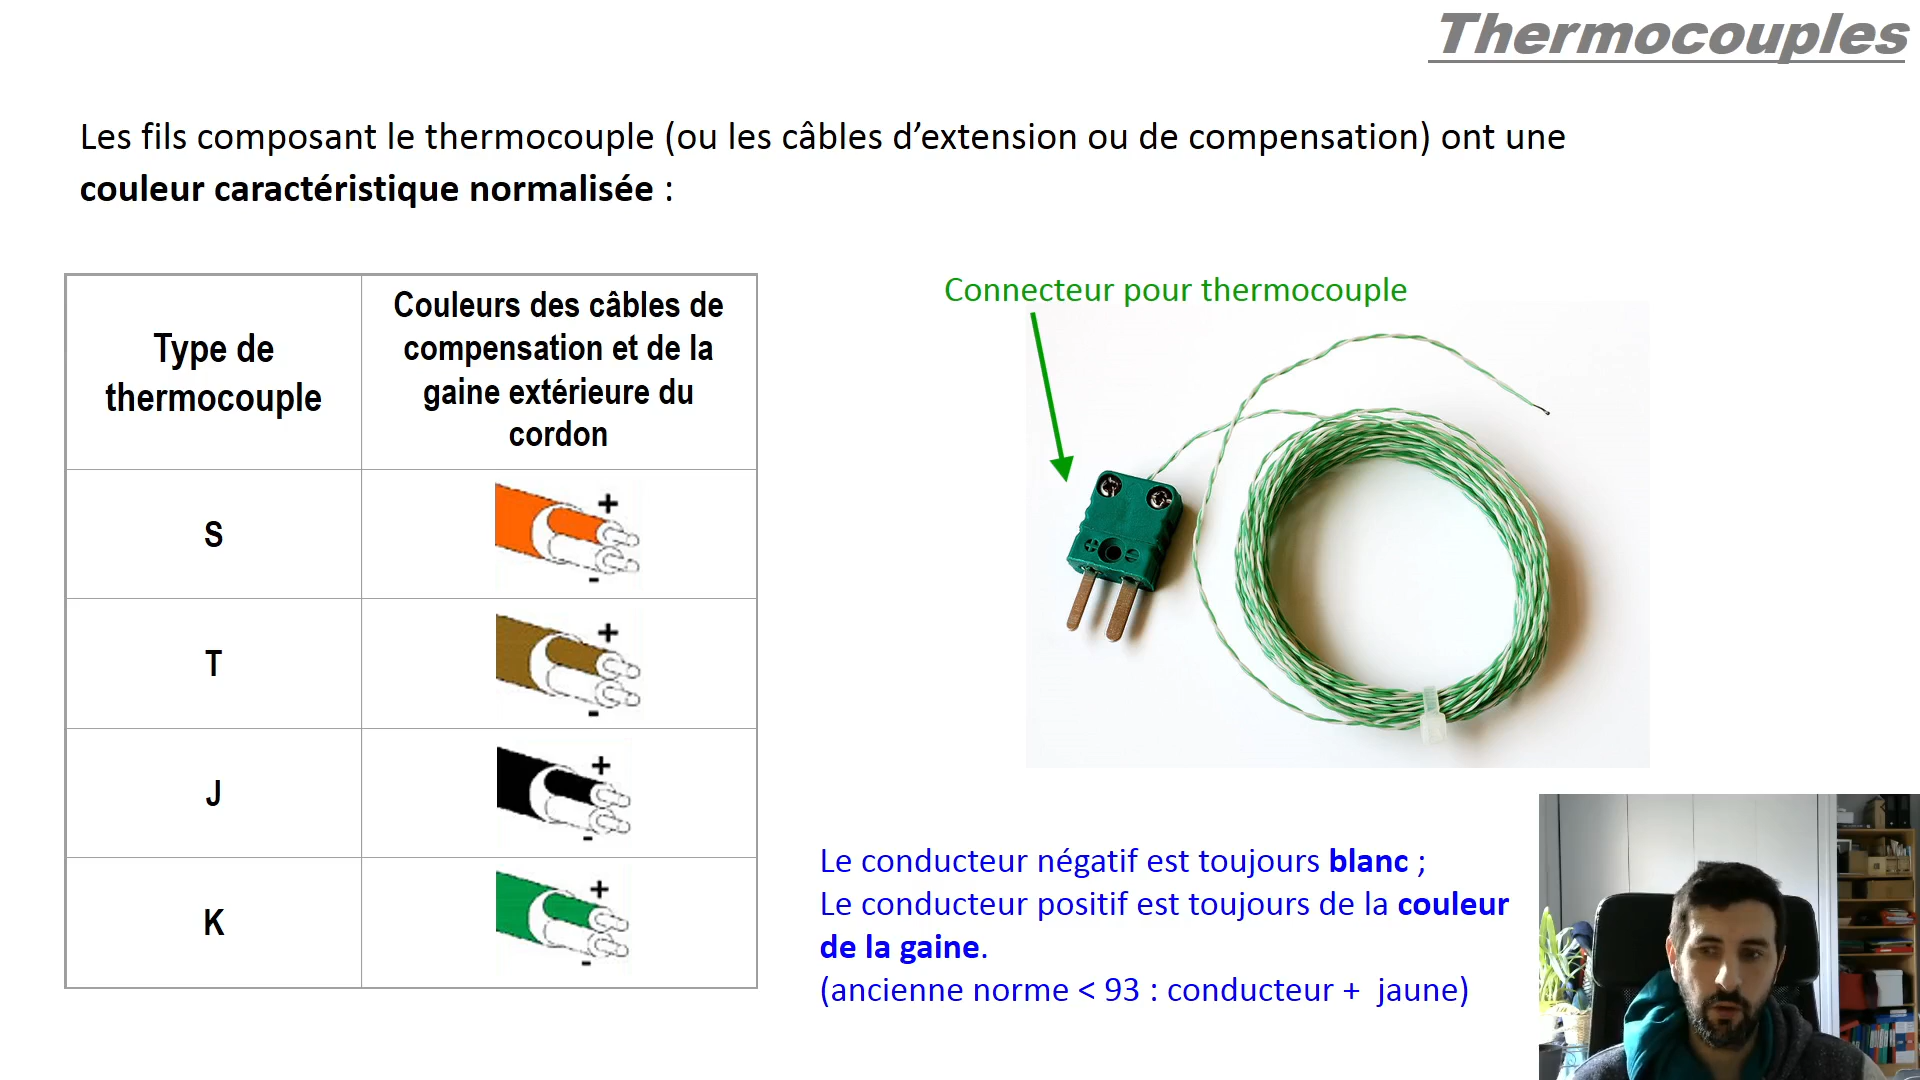 Thermocouples
Les fils composant le thermocouple (ou les câbles d’extension ou de compensation) ont une
couleur caractéristique normalisée :
Type de
thermocouple
Couleurs des câbles de
compensation et de la
gaine extérieure du
cordon
S
+
-
T
+
-
J
+
-
K
+
-
Connecteur pour thermocouple
Le conducteur négatif est toujours blanc ;
Le conducteur positif est toujours de la couleur
de la gaine.
(ancienne norme < 93 : conducteur + jaune)